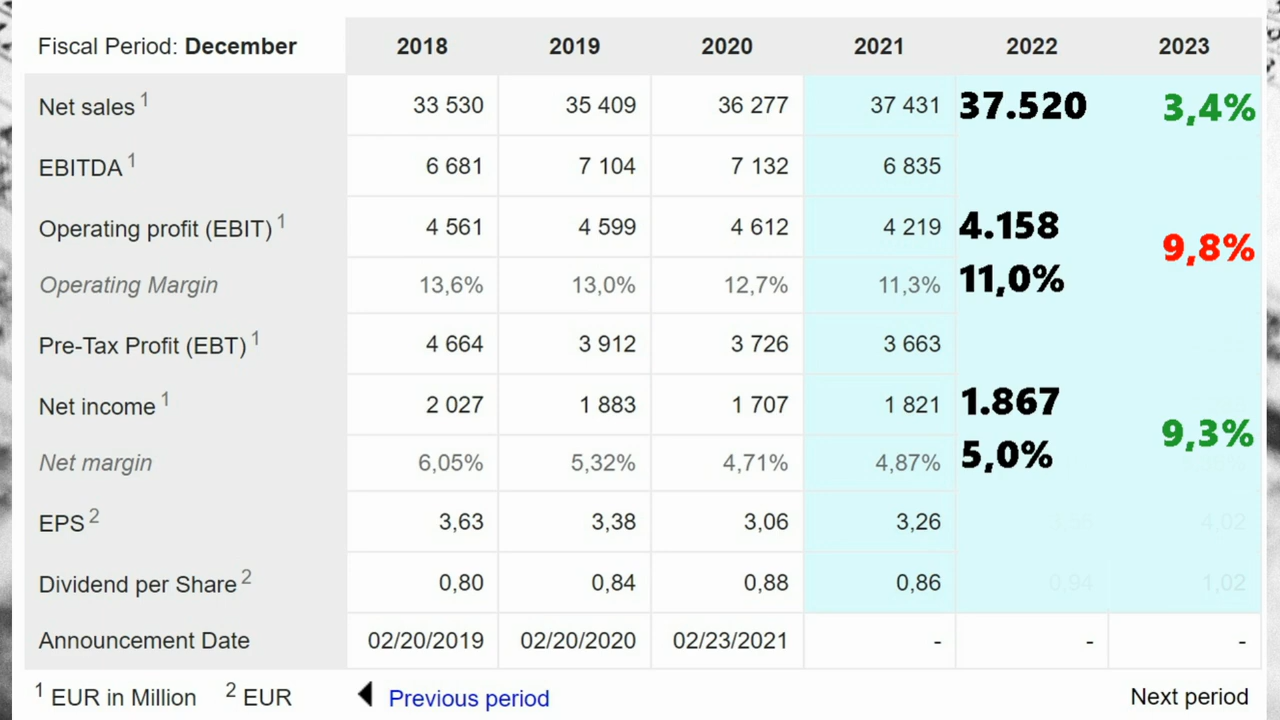 Fiscal Period: December 2018 2019 2020 2021 2022 2023
Net sales 1 33 530 35 409 36 277 37 431 37.520 3,4%
EBITDA 1 6 681 7 104 7 132 6 835
Operating profit (EBIT) 1 4 561 4 599 4 612 4 219 4.158
9,8%
Operating Margin 13,6% 13,0% 12,7% 11,3% 11,0%
Pre-Tax Profit (EBT) 1 4 664 3 912 3 726 3 663
Net income 1 2 027 1 883 1 707 1 821 1.867
9,3%
Net margin 6,05% 5,32% 4,71% 4,87% 5,0%
EPS 2 3,63 3,38 3,06 3,26 4,02
Dividend per Share 2 0,80 0,84 0,88 0,86 0,94 1,02
Announcement Date 02/20/2019 02/20/2020 02/23/2021 - - -
1 EUR in Million 2 EUR Previous period Next period